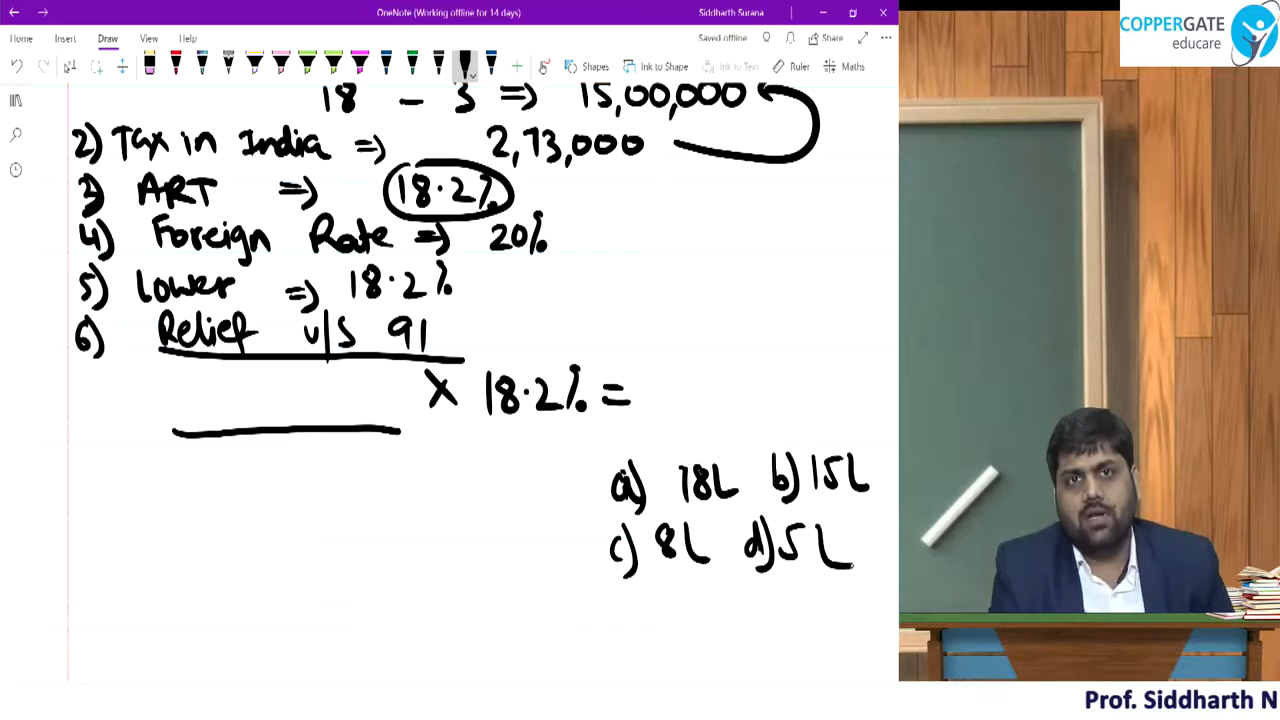 OneNote (Working offline for 14 days)
Siddharth Surana
COPPERGATE
educare
Home Insert Draw View Help
Saved offline Share
Shapes Ink to Shape Ink to Text Ruler Maths
18 - 3 => 15,00,000
2) Tax in India => 2,73,000
3) ART => 18.2%
4) Foreign Rate => 20%
5) Lower => 18.2%
6) Relief u/s 91
X 18.2% =
a) 18L b) 15L
c) 8L d) 5L
Prof. Siddharth N